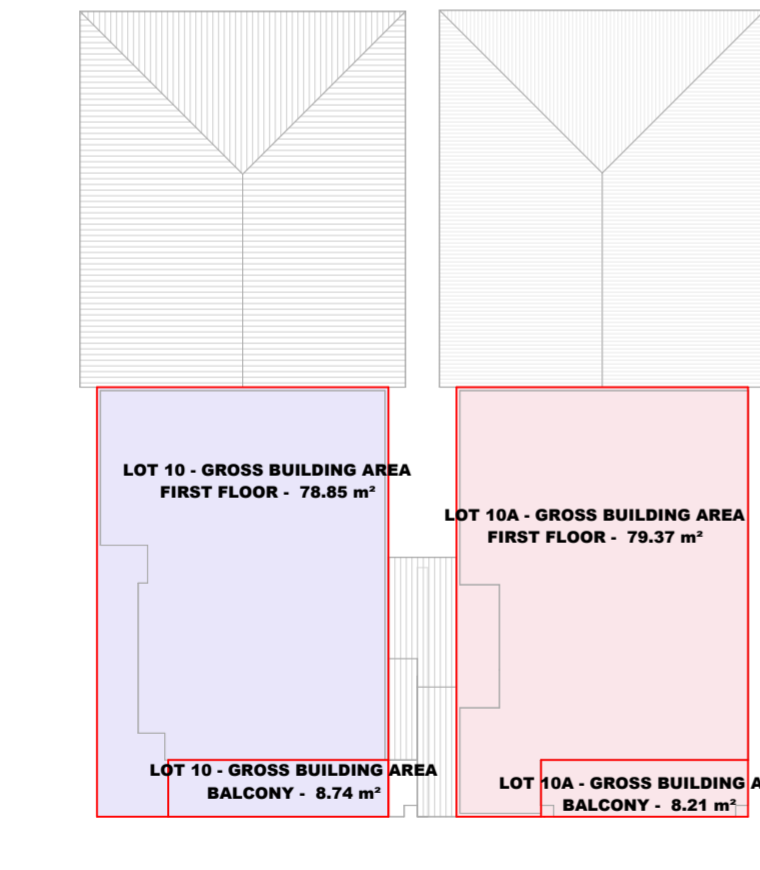 LOT 10 - GROSS BUILDING AREA
FIRST FLOOR - 78.85 m²
LOT 10A - GROSS BUILDING AREA
FIRST FLOOR - 79.37 m²
LOT 10 - GROSS BUILDING AREA
BALCONY - 8.74 m²
LOT 10A - GROSS BUILDING A
BALCONY - 8.21 m²